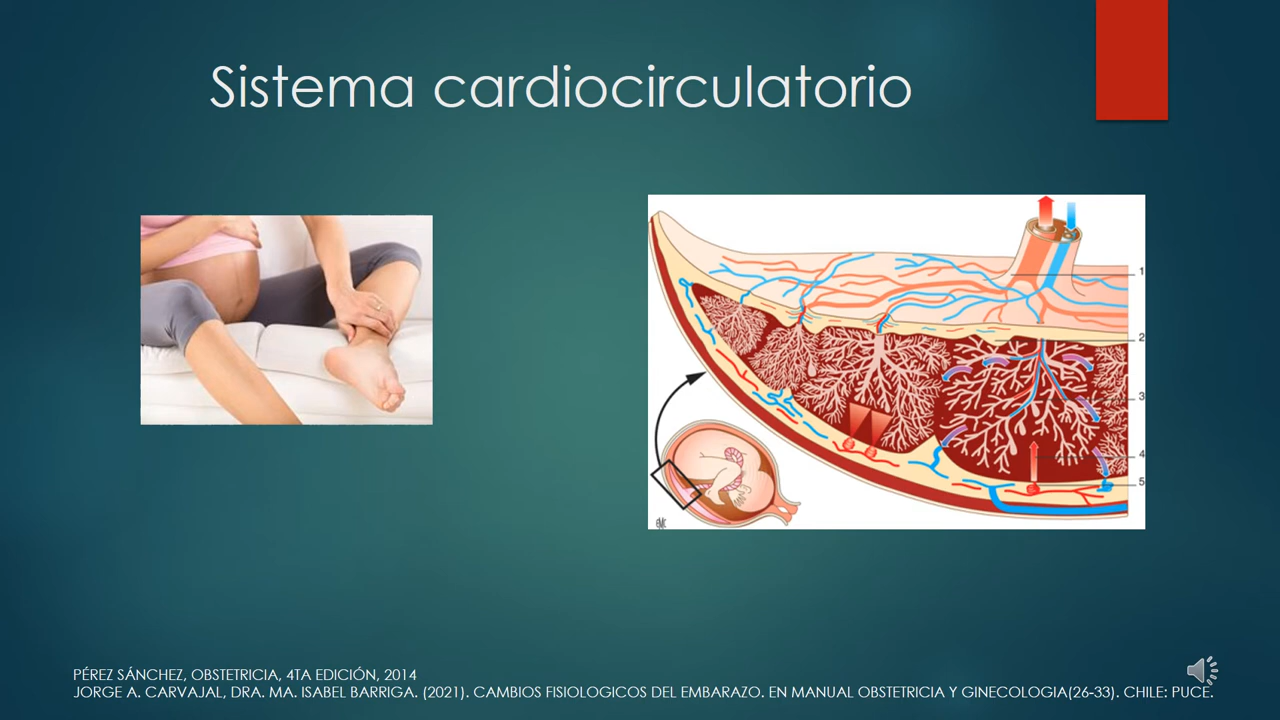 Sistema cardiocirculatorio
1
2
3
4
5
PÉREZ SÁNCHEZ, OBSTETRICIA, 4TA EDICIÓN, 2014
JORGE A. CARVAJAL, DRA. MA. ISABEL BARRIGA. (2021). CAMBIOS FISIOLOGICOS DEL EMBARAZO. EN MANUAL OBSTETRICIA Y GINECOLOGIA(26-33). CHILE: PUCE.